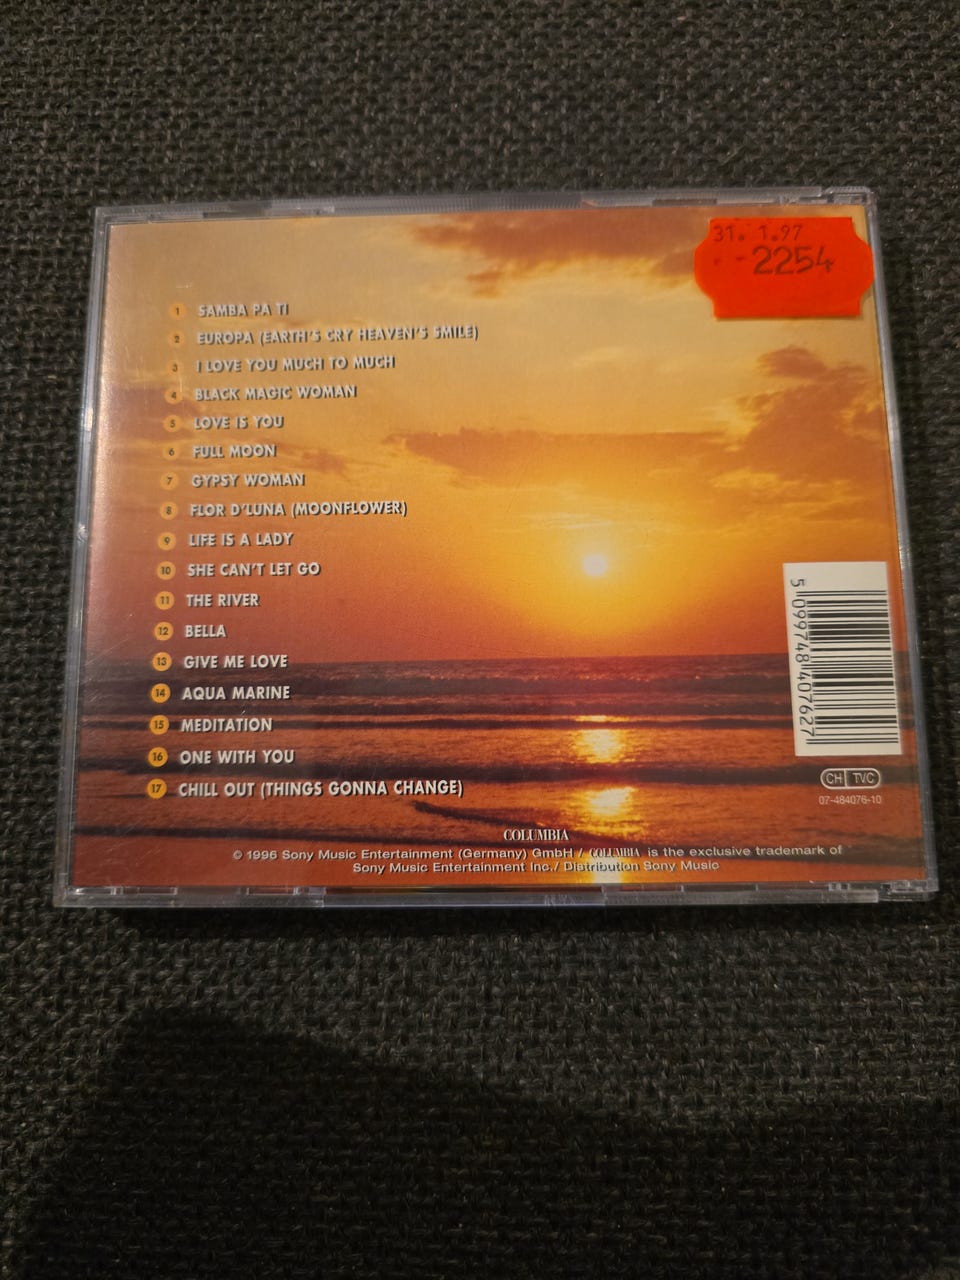 31. 1.97
--2254
1 SAMBA PA TI
2 EUROPA (EARTH'S CRY HEAVEN'S SMILE)
3 I LOVE YOU MUCH TO MUCH
4 BLACK MAGIC WOMAN
5 LOVE IS YOU
6 FULL MOON
7 GYPSY WOMAN
8 FLOR D'LUNA (MOONFLOWER)
9 LIFE IS A LADY
10 SHE CAN'T LET GO
11 THE RIVER
12 BELLA
13 GIVE ME LOVE
14 AQUA MARINE
15 MEDITATION
16 ONE WITH YOU
17 CHILL OUT (THINGS GONNA CHANGE)
5 099748 407627
CH TVC
07-484076-10
COLUMBIA
© 1996 Sony Music Entertainment (Germany) GmbH / COLUMBIA is the exclusive trademark of
Sony Music Entertainment Inc./ Distribution Sony Music